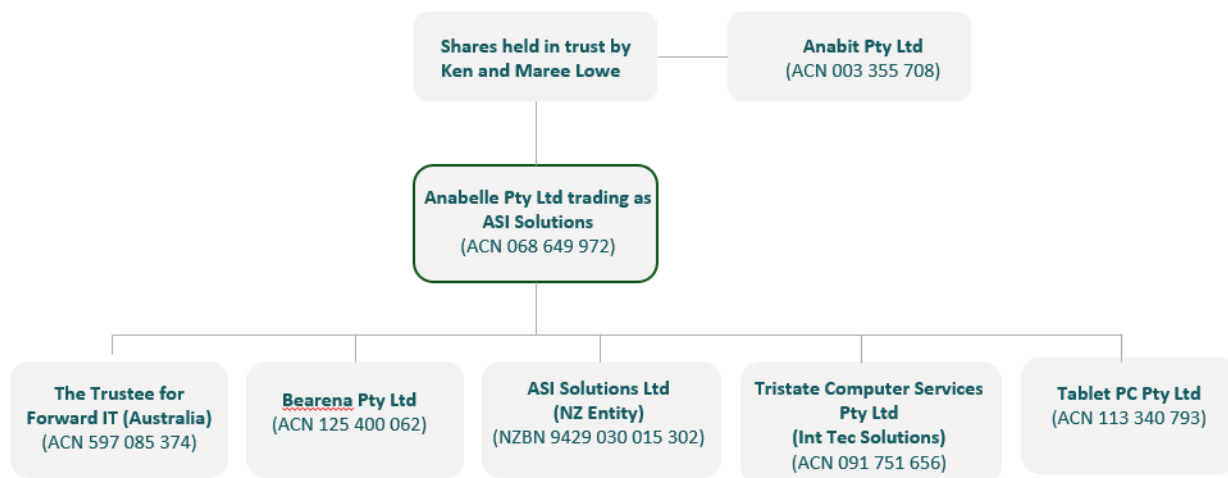 Shares held in trust by
Ken and Maree Lowe
Anabit Pty Ltd
(ACN 003 355 708)
Anabelle Pty Ltd trading as
ASI Solutions
(ACN 068 649 972)
The Trustee for
Forward IT (Australia)
(ACN 597 085 374)
Bearena Pty Ltd
(ACN 125 400 062)
ASI Solutions Ltd
(NZ Entity)
(NZBN 9429 030 015 302)
Tristate Computer Services
Pty Ltd
(Int Tec Solutions)
(ACN 091 751 656)
Tablet PC Pty Ltd
(ACN 113 340 793)